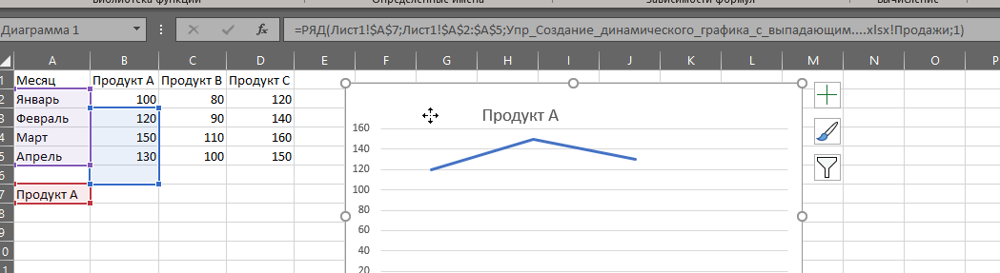 Библиотека функций Определенные имена Зависимости формул Вычисление
Диаграмма 1 =РЯД(Лист1!$A$7;Лист1!$A$2:$A$5;Упр_Создание_динамического_графика_с_выпадающим....xlsx!Продажи;1)
A B C D E F G H I J K L M N O P
1 Месяц Продукт A Продукт B Продукт C
2 Январь 100 80 120
3 Февраль 120 90 140
4 Март 150 110 160
5 Апрель 130 100 150
6
7 Продукт A
8
9
0
1
Продукт A
160
140
120
100
80
60
40
20